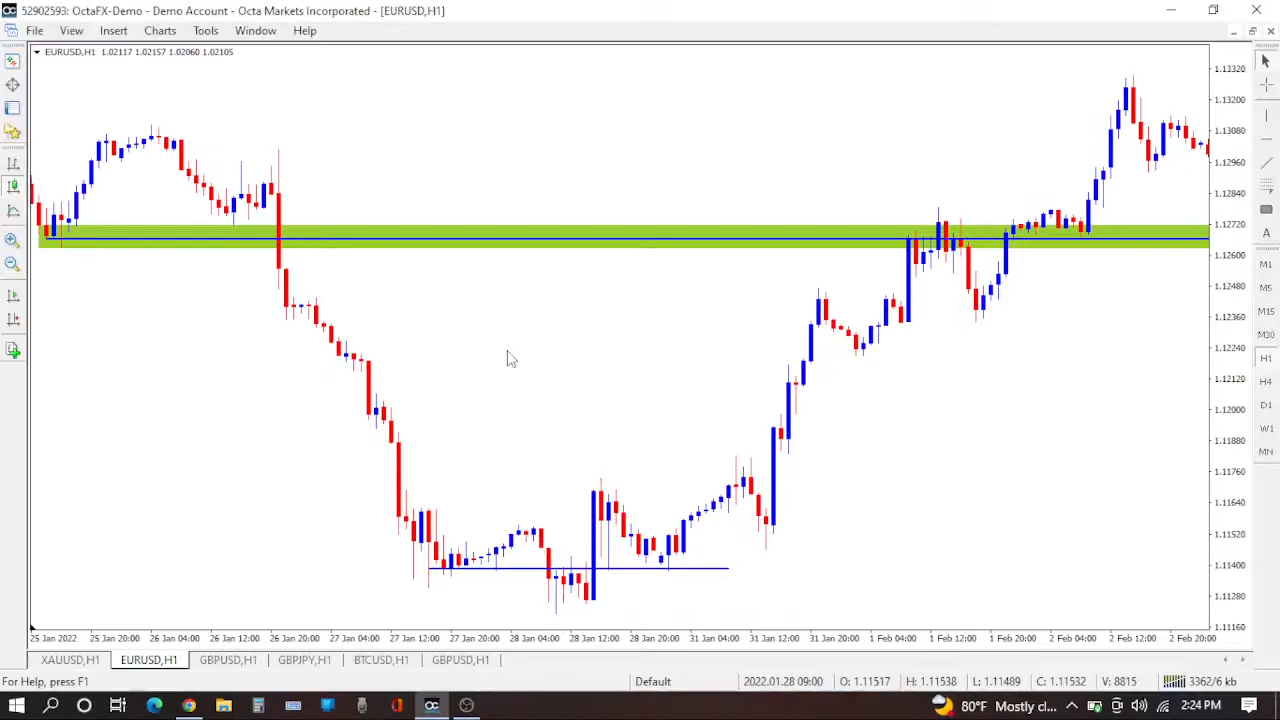 52902593: OctaFX-Demo - Demo Account - Octa Markets Incorporated - [EURUSD,H1]
File View Insert Charts Tools Window Help
EURUSD,H1 1.02117 1.02157 1.02060 1.02105
1.13320
1.13200
1.13080
1.12960
1.12840
1.12720
1.12600
1.12480
1.12360
1.12240
1.12120
1.12000
1.11880
1.11760
1.11640
1.11520
1.11400
1.11280
1.11160
A
M1
M5
M15
M30
H1
H4
D1
W1
MN
25 Jan 2022 25 Jan 20:00 26 Jan 04:00 26 Jan 12:00 26 Jan 20:00 27 Jan 04:00 27 Jan 12:00 27 Jan 20:00 28 Jan 04:00 28 Jan 12:00 28 Jan 20:00 31 Jan 04:00 31 Jan 12:00 31 Jan 20:00 1 Feb 04:00 1 Feb 12:00 1 Feb 20:00 2 Feb 04:00 2 Feb 12:00 2 Feb 20:00
XAUUSD,H1 EURUSD,H1 GBPUSD,H1 GBPJPY,H1 BTCUSD,H1 GBPUSD,H1
For Help, press F1 Default 2022.01.28 09:00 O: 1.11517 H: 1.11538 L: 1.11489 C: 1.11532 V: 8815 3362/6 kb
80°F Mostly cl... 2:24 PM